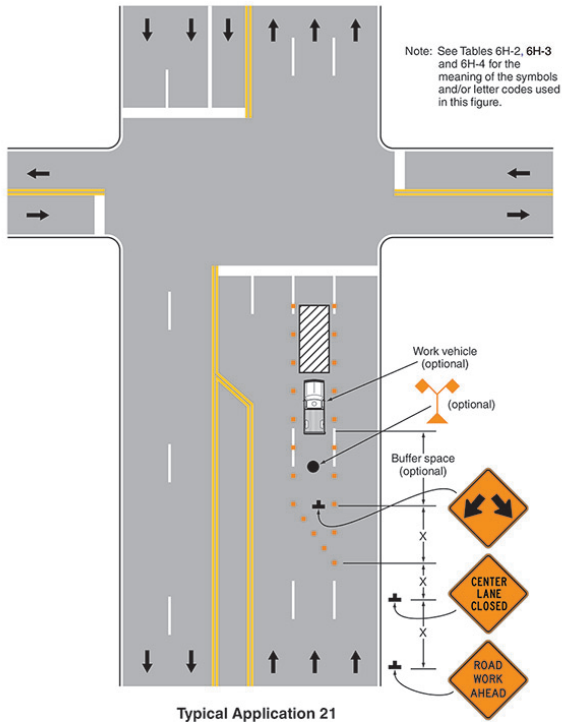 Note: See Tables 6H-2, 6H-3
and 6H-4 for the
meaning of the symbols
and/or letter codes used
in this figure.
Work vehicle
(optional)
(optional)
Buffer space
(optional)
X
X
CENTER
LANE
CLOSED
X
ROAD
WORK
AHEAD
Typical Application 21